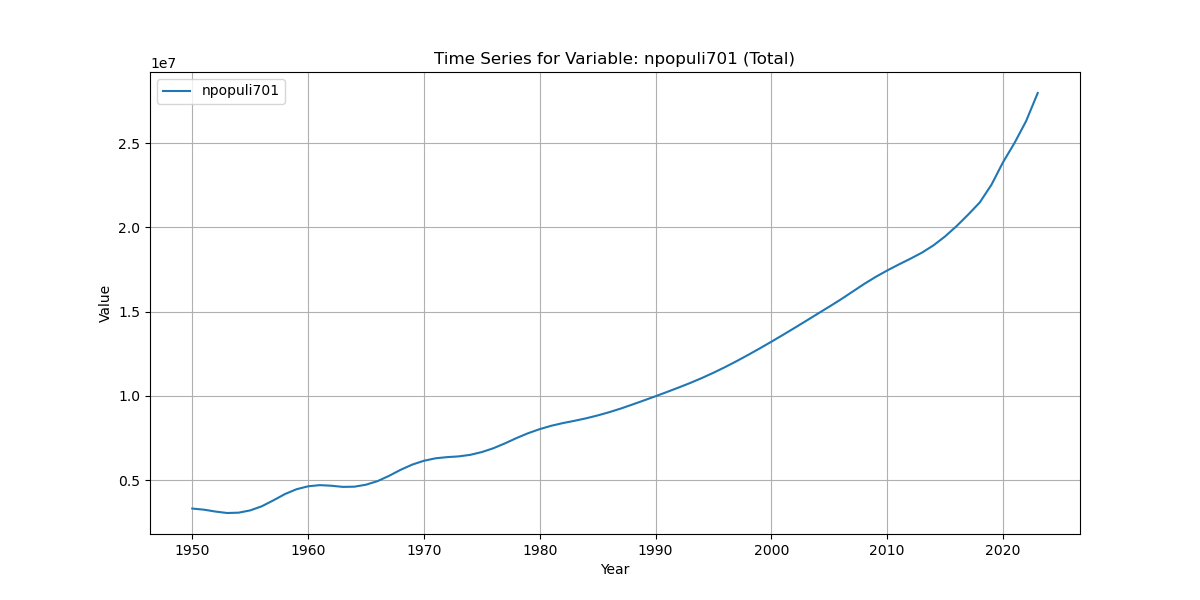 Time Series for Variable: npopuli701 (Total)
1e7
npopuli701
2.5
2.0
1.5
1.0
0.5
Value
1950 1960 1970 1980 1990 2000 2010 2020
Year